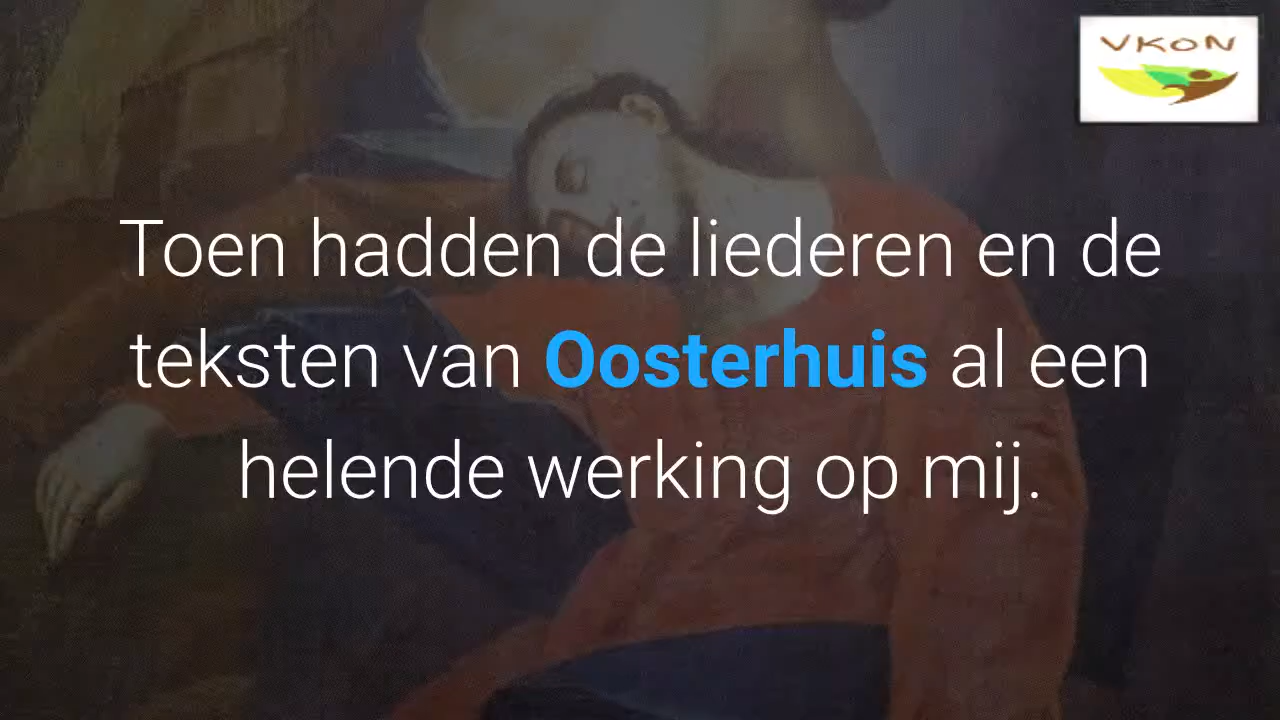 VKON
Toen hadden de liederen en de
teksten van Oosterhuis al een
helende werking op mij.